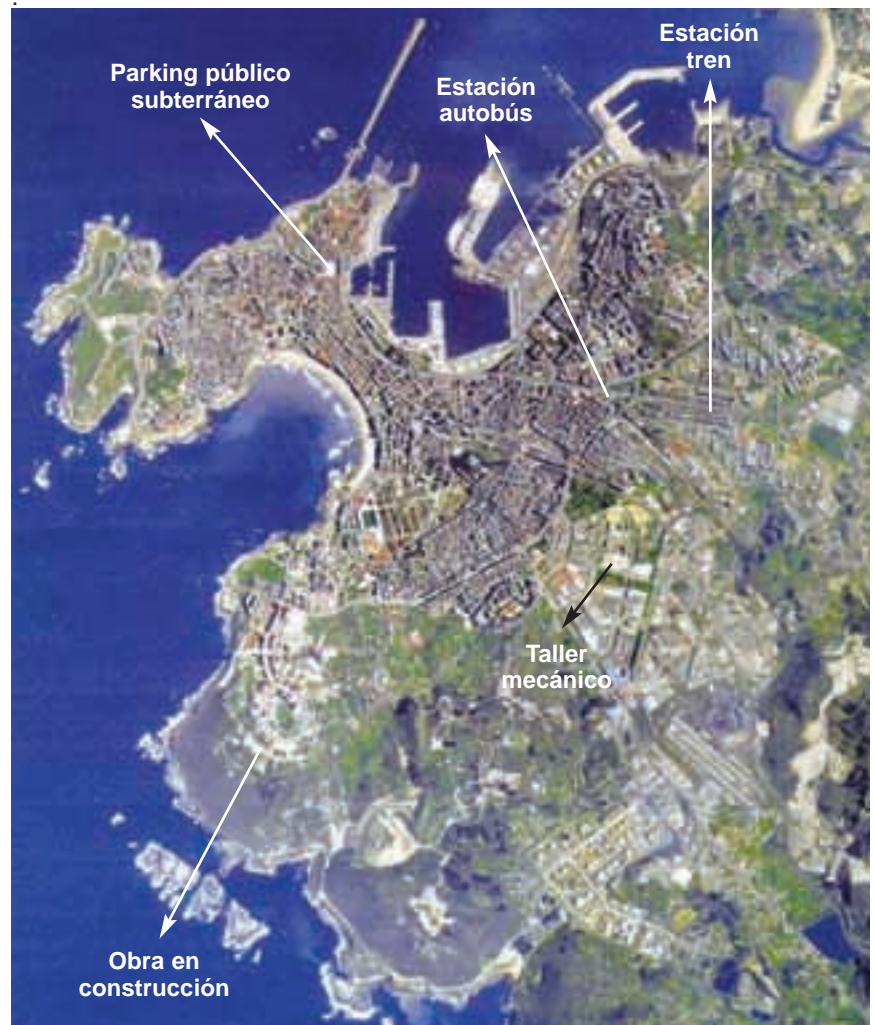 Estación
tren
Parking público
subterráneo
Estación
autobús
Taller
mecánico
Obra en
construcción